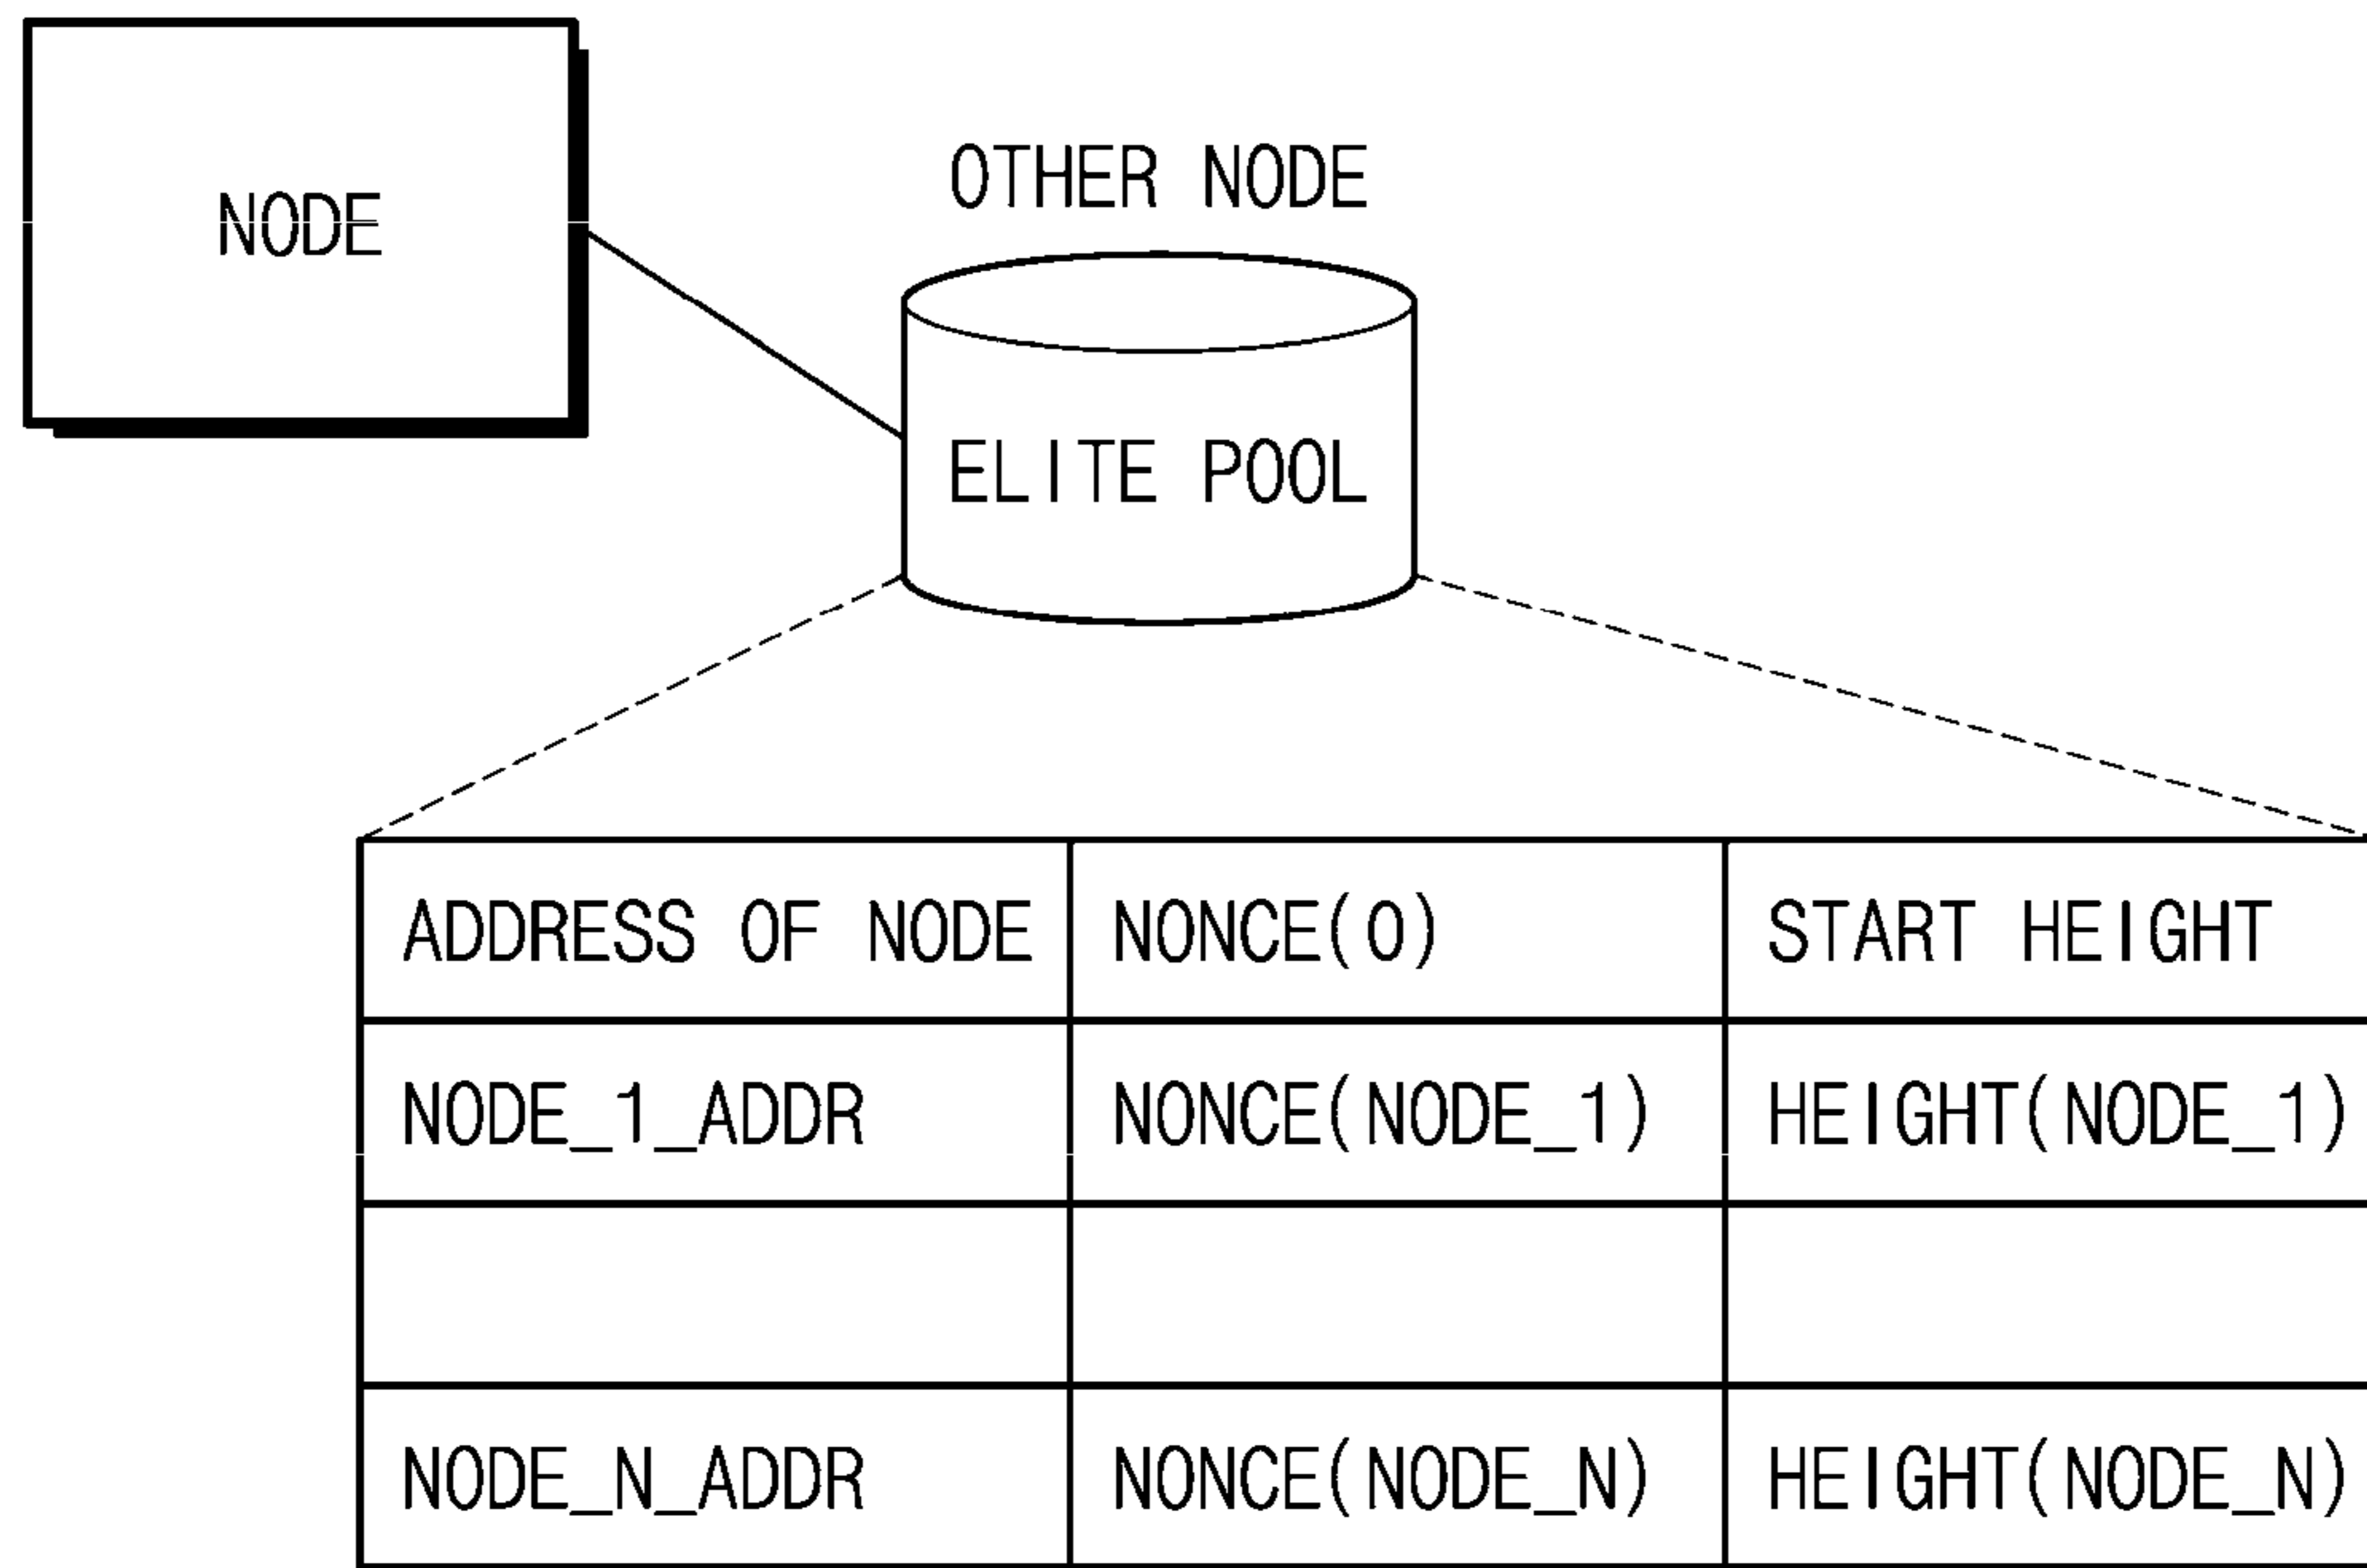 NODE
OTHER NODE
ELITE POOL
ADDRESS OF NODE NONCE(0) START HEIGHT
NODE_1_ADDR NONCE(NODE_1) HEIGHT(NODE_1)
NODE_N_ADDR NONCE(NODE_N) HEIGHT(NODE_N)